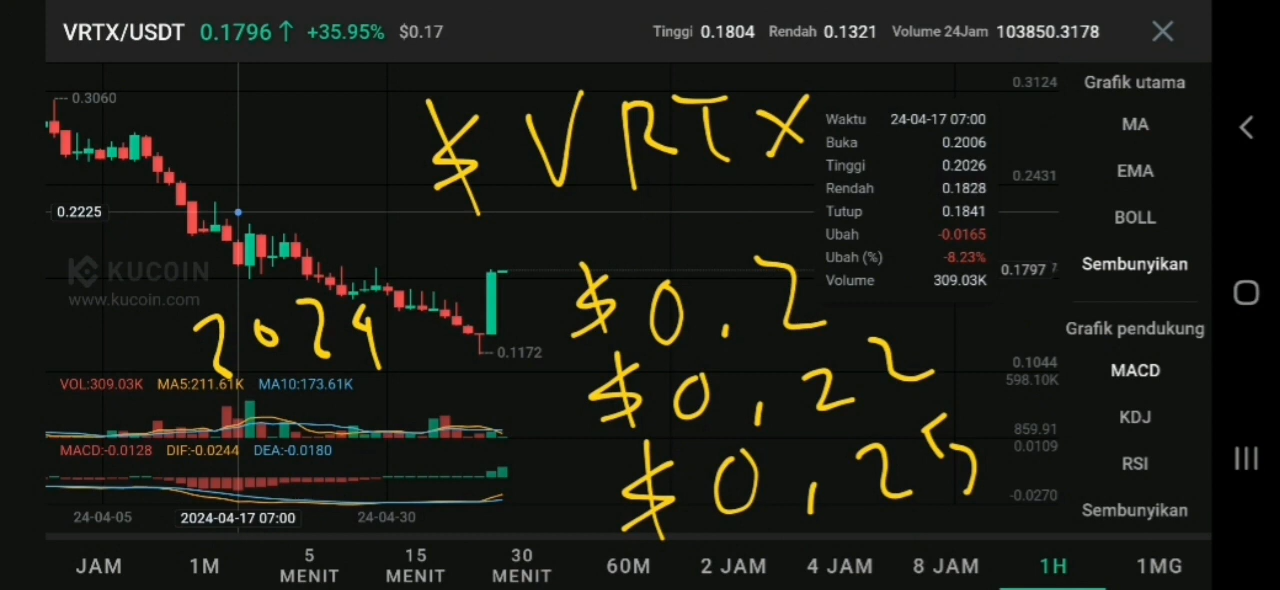 VRTX/USDT 0.1796↑ +35.95% $0.17 Tinggi 0.1804 Rendah 0.1321 Volume 24Jam 103850.3178
0.3060
0.3124
Grafik utama
$VRTX
Waktu 24-04-17 07:00
Buka 0.2006
Tinggi 0.2026
Rendah 0.1828
Tutup 0.1841
Ubah -0.0165
Ubah (%) -8.23%
Volume 309.03K
MA
EMA
BOLL
Sembunyikan
0.2431
0.2225
0.1797
KUCOIN
www.kucoin.com
2024
$0.2
$0,22
$0,25
0.1172
0.1044
598.10K
Grafik pendukung
MACD
KDJ
RSI
Sembunyikan
VOL:309.03K MA5:211.61K MA10:173.61K
859.91
0.0109
MACD:-0.0128 DIF:-0.0244 DEA:-0.0180
-0.0270
24-04-05 2024-04-17 07:00 24-04-30
JAM 1M 5 MENIT 15 MENIT 30 MENIT 60M 2 JAM 4 JAM 8 JAM 1H 1MG